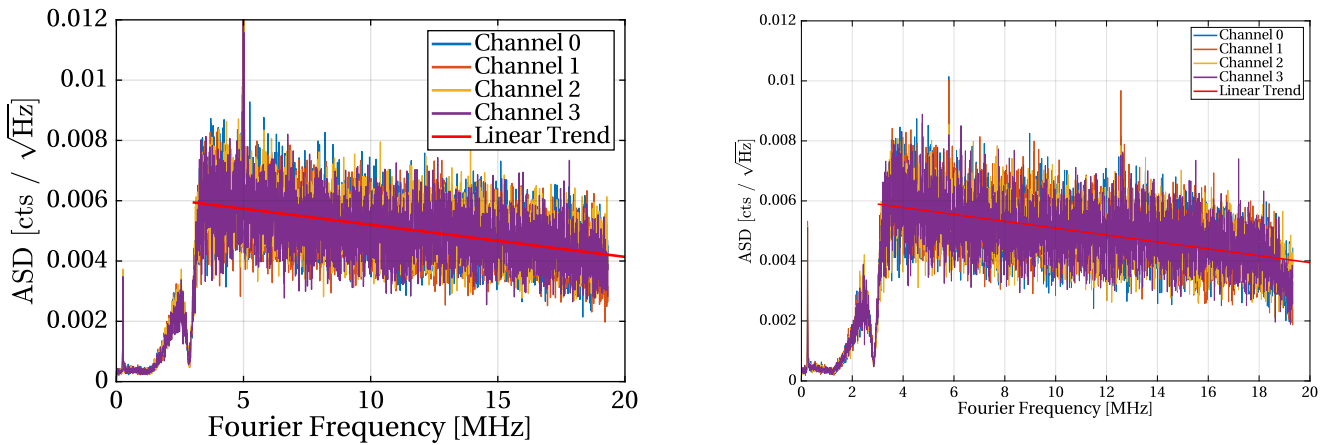 0.012
0.01
0.008
0.006
0.004
0.002
0
ASD [cts / √Hz]
Channel 0
Channel 1
Channel 2
Channel 3
Linear Trend
0 5 10 15 20
Fourier Frequency [MHz]
0.012
0.010
0.008
0.006
0.004
0.002
0
ASD [cts / √Hz]
Channel 0
Channel 1
Channel 2
Channel 3
Linear Trend
0 2 4 6 8 10 12 14 16 18 20
Fourier Frequency [MHz]